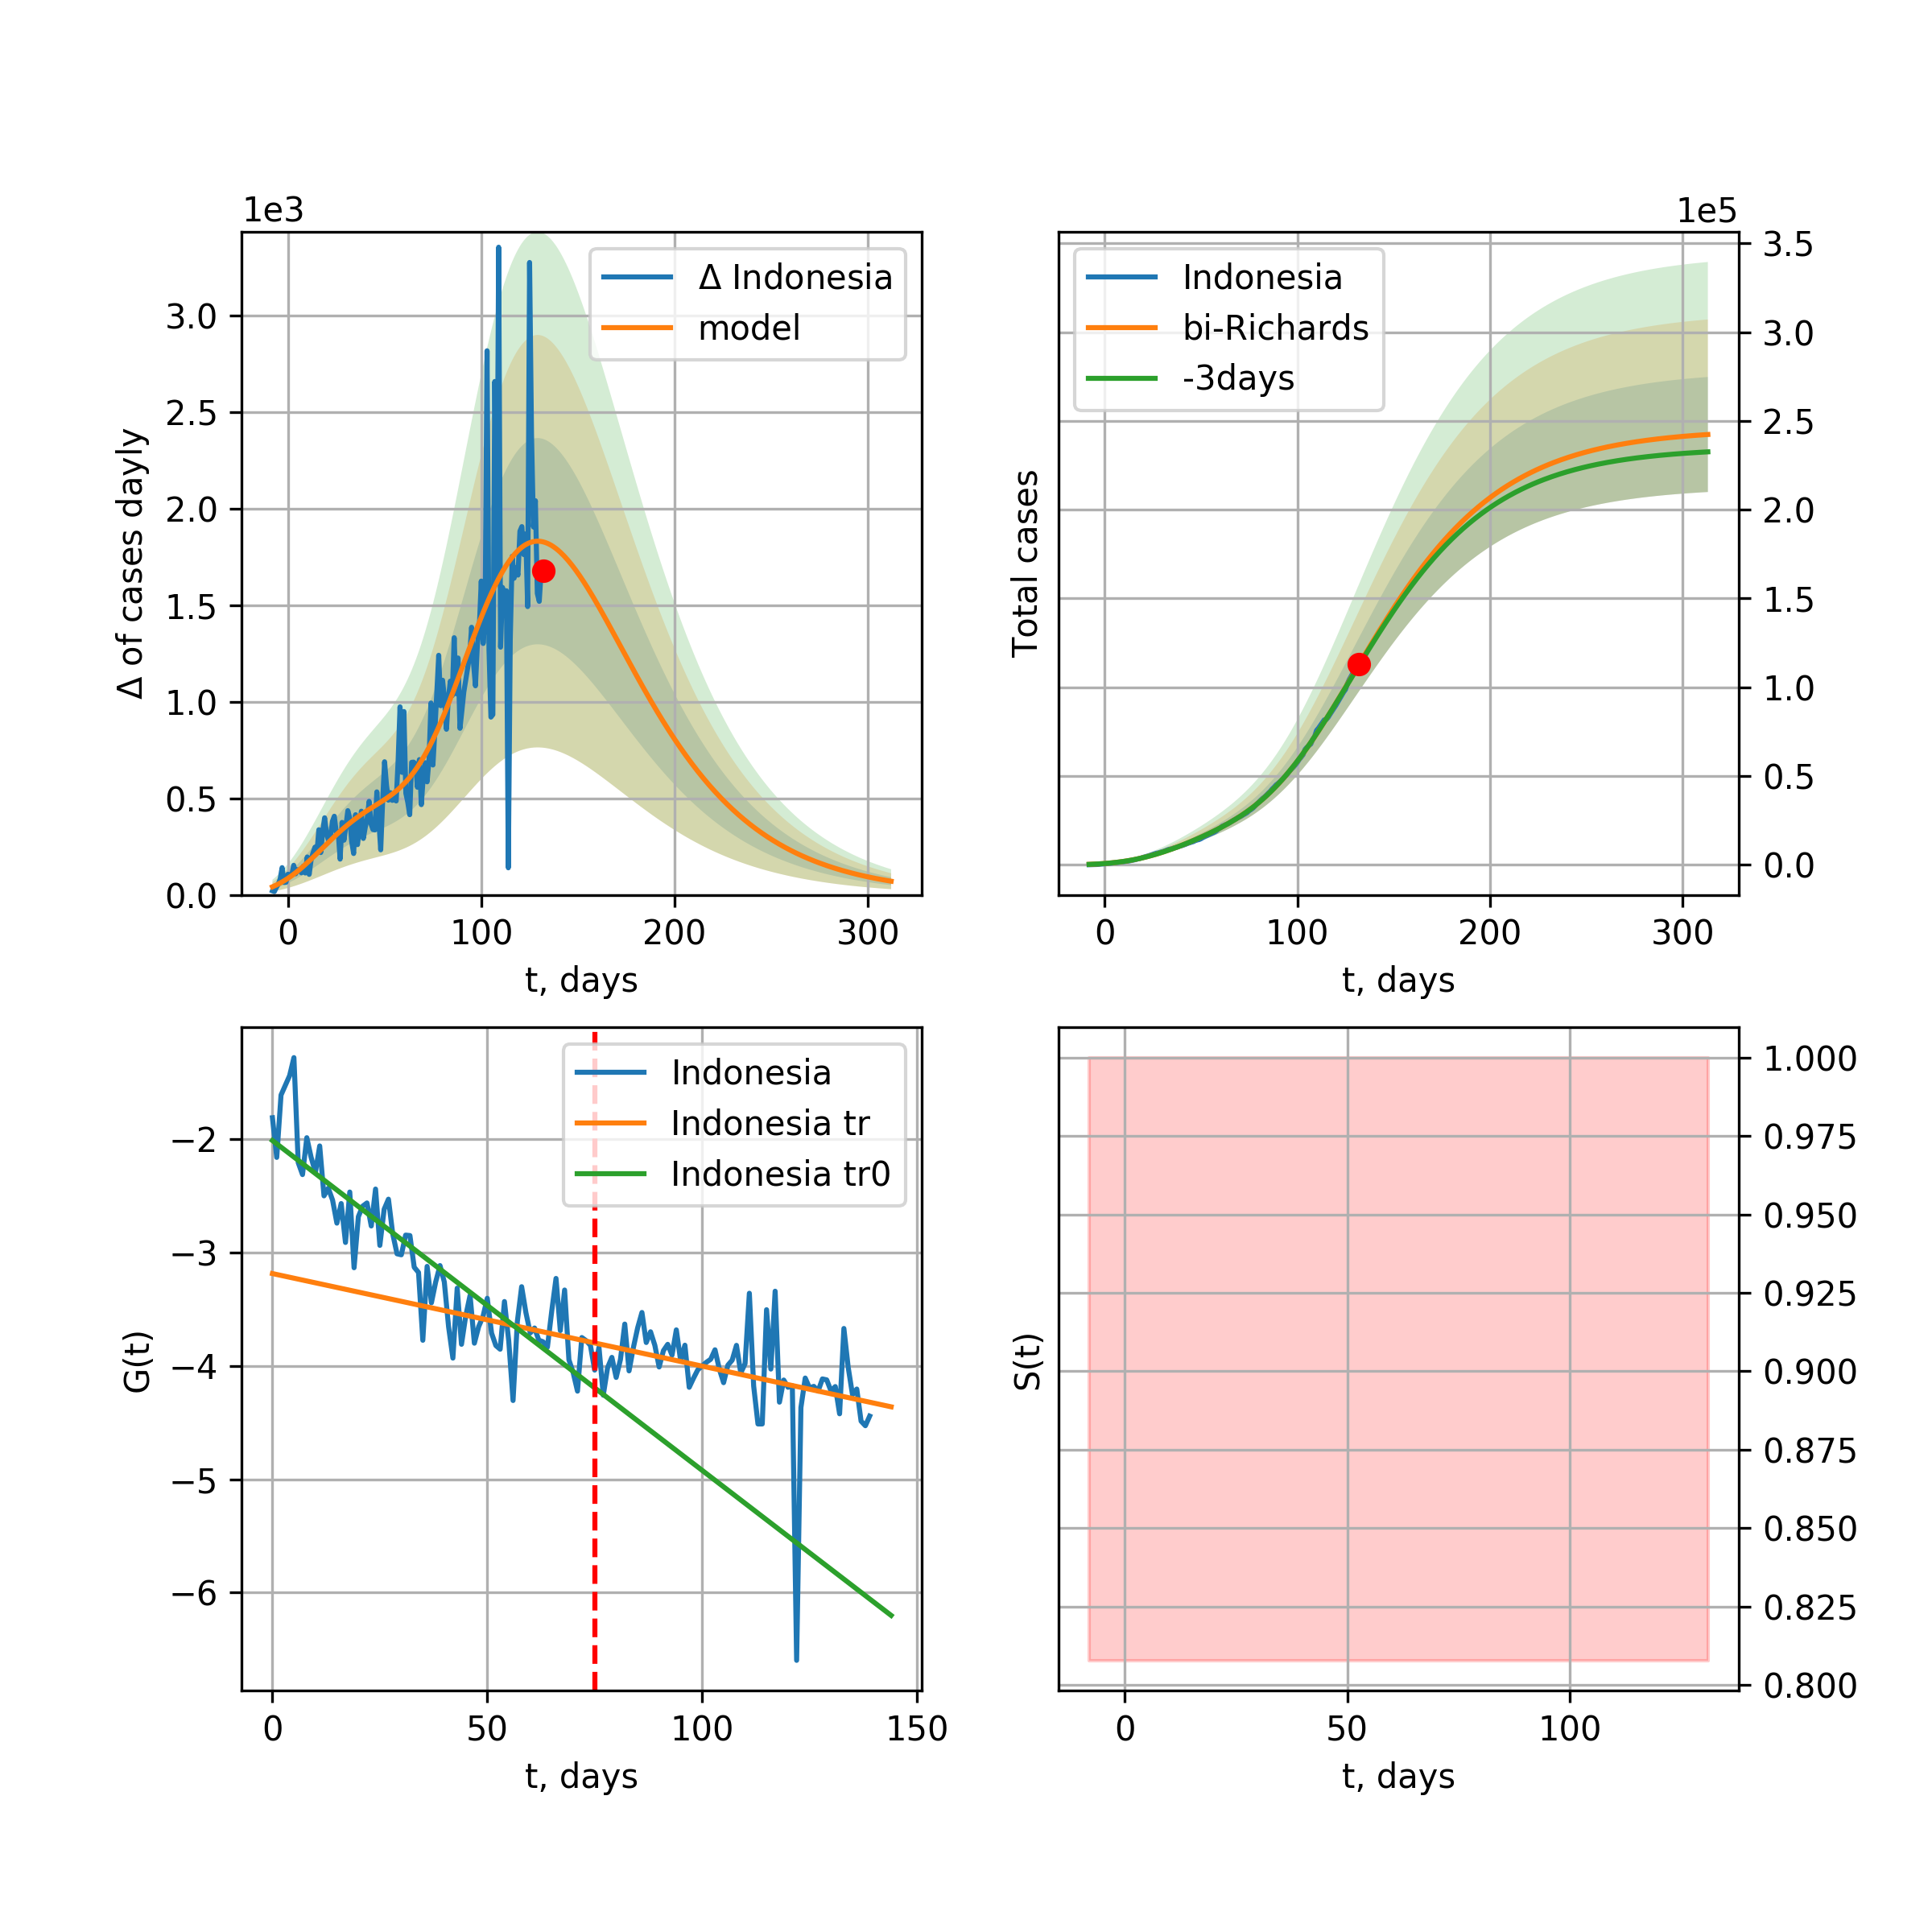 1e3
Δ of cases dayly
3.0
2.5
2.0
1.5
1.0
0.5
0.0
Δ Indonesia
model
0 100 200 300
t, days
1e5
Total cases
Indonesia
bi-Richards
-3days
3.5
3.0
2.5
2.0
1.5
1.0
0.5
0.0
0 100 200 300
t, days
G(t)
−2
−3
−4
−5
−6
Indonesia
Indonesia tr
Indonesia tr0
0 50 100 150
t, days
S(t)
1.000
0.975
0.950
0.925
0.900
0.875
0.850
0.825
0.800
0 50 100
t, days